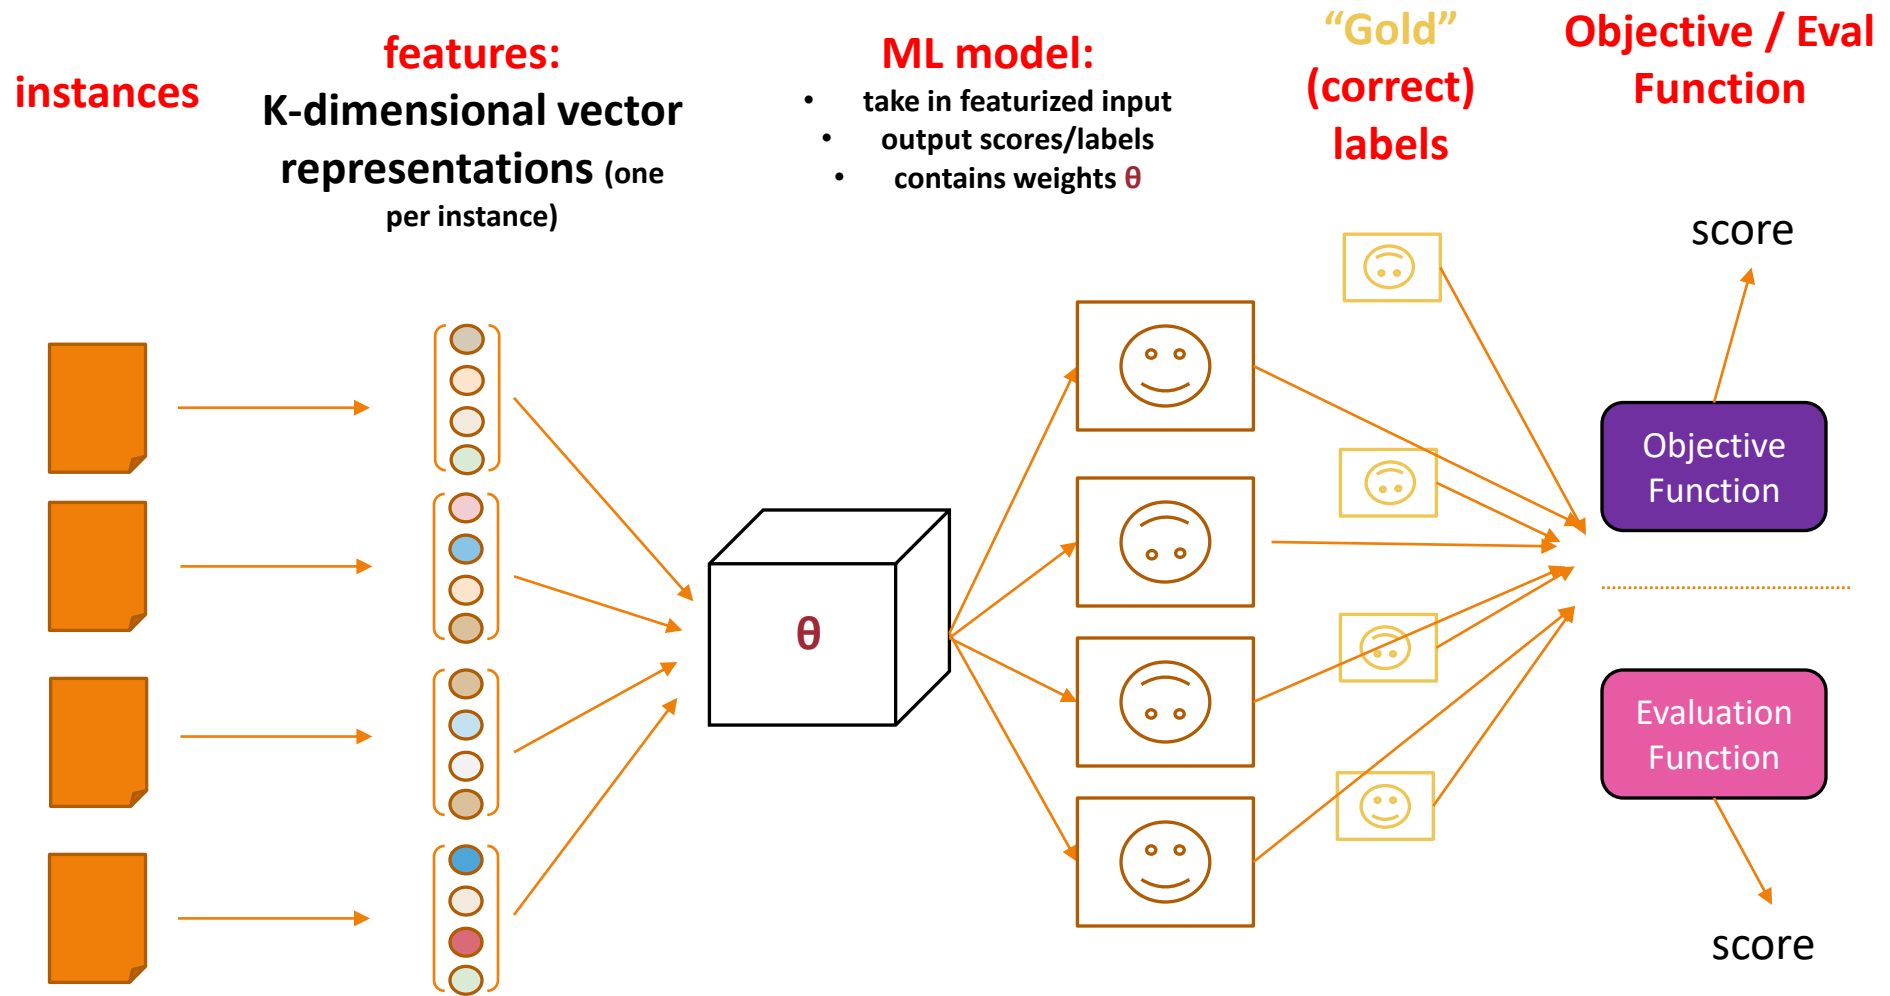 instances
features:
K-dimensional vector
representations (one
per instance)
ML model:
• take in featurized input
• output scores/labels
• contains weights θ
“Gold”
(correct)
labels
Objective / Eval
Function
score
Objective
Function
θ
Evaluation
Function
score